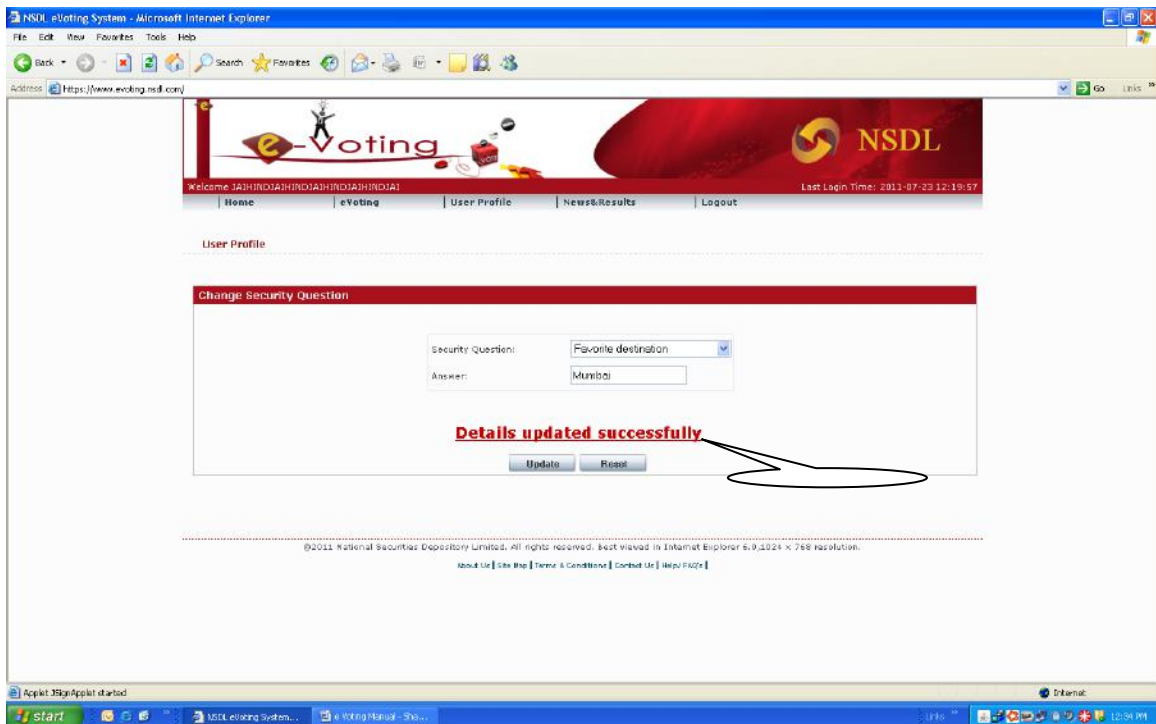 NSDL eVoting System - Microsoft Internet Explorer
File Edit View Favorites Tools Help
Back Search Favorites
Address https://www.evoting.nsdl.com/ Go Links »
e-Voting NSDL
VOTE
Welcome JAIHINDJAIHINDJAIHINDJAIHINDJAI Last Login Time: 2011-07-23 12:19:57
Home eVoting User Profile News&Results Logout
User Profile
Change Security Question
Security Question: Favorite destination
Answer: Mumbai
Details updated successfully
Update Reset
©2011 National Securities Depository Limited. All rights reserved. Best viewed in Internet Explorer 6.0,1024 x 768 resolution.
About Us | Site Map | Terms & Conditions | Contact Us | Help/ FAQ's |
Applet JSignApplet started Internet
start NSDL eVoting System... e Voting Manual - Sha... Links » 12:34 PM